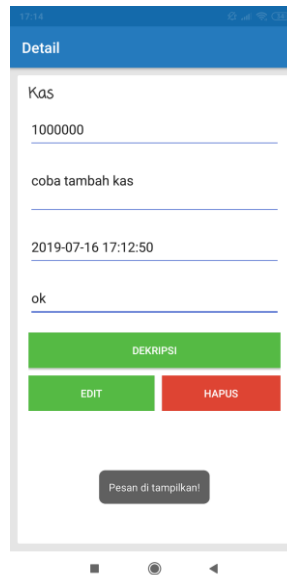 17:14
Detail
Kas
1000000
coba tambah kas
2019-07-16 17:12:50
ok
DEKRIPSI
EDIT HAPUS
Pesan di tampilkan!